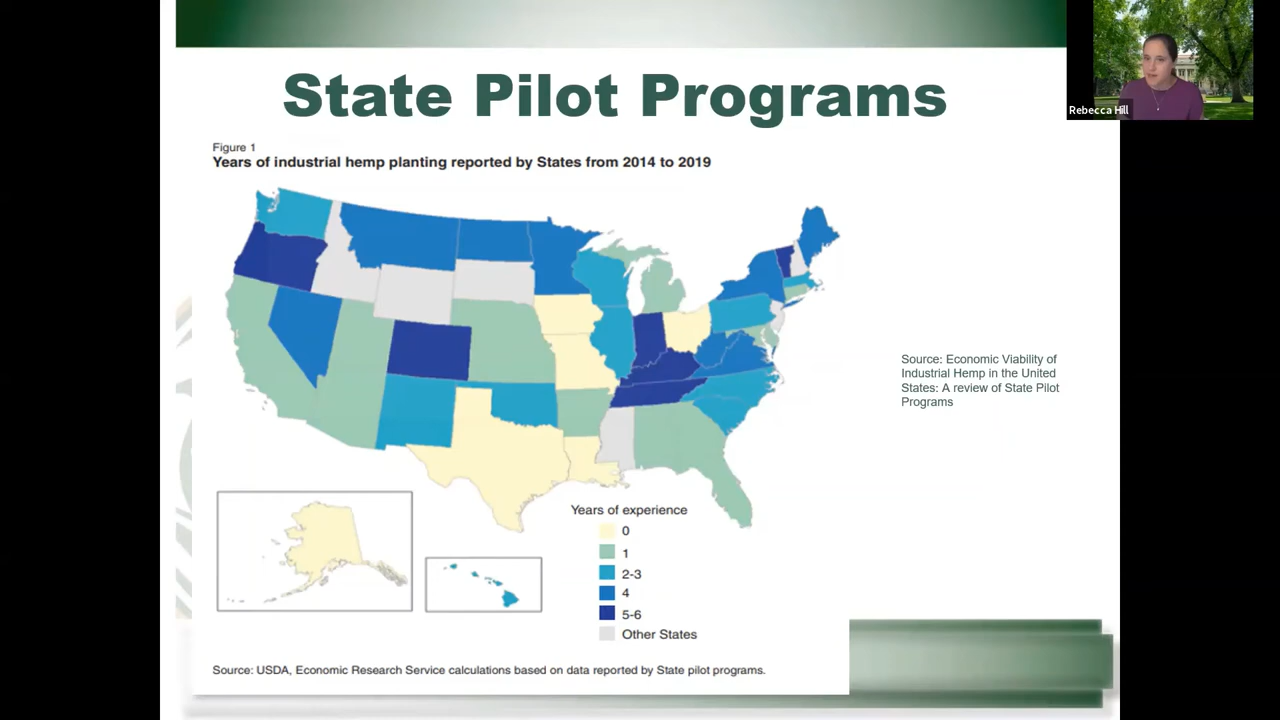 State Pilot Programs
Rebecca Hill
Figure 1
Years of industrial hemp planting reported by States from 2014 to 2019
Source: Economic Viability of
Industrial Hemp in the United
States: A review of State Pilot
Programs
Years of experience
0
1
2-3
4
5-6
Other States
Source: USDA, Economic Research Service calculations based on data reported by State pilot programs.